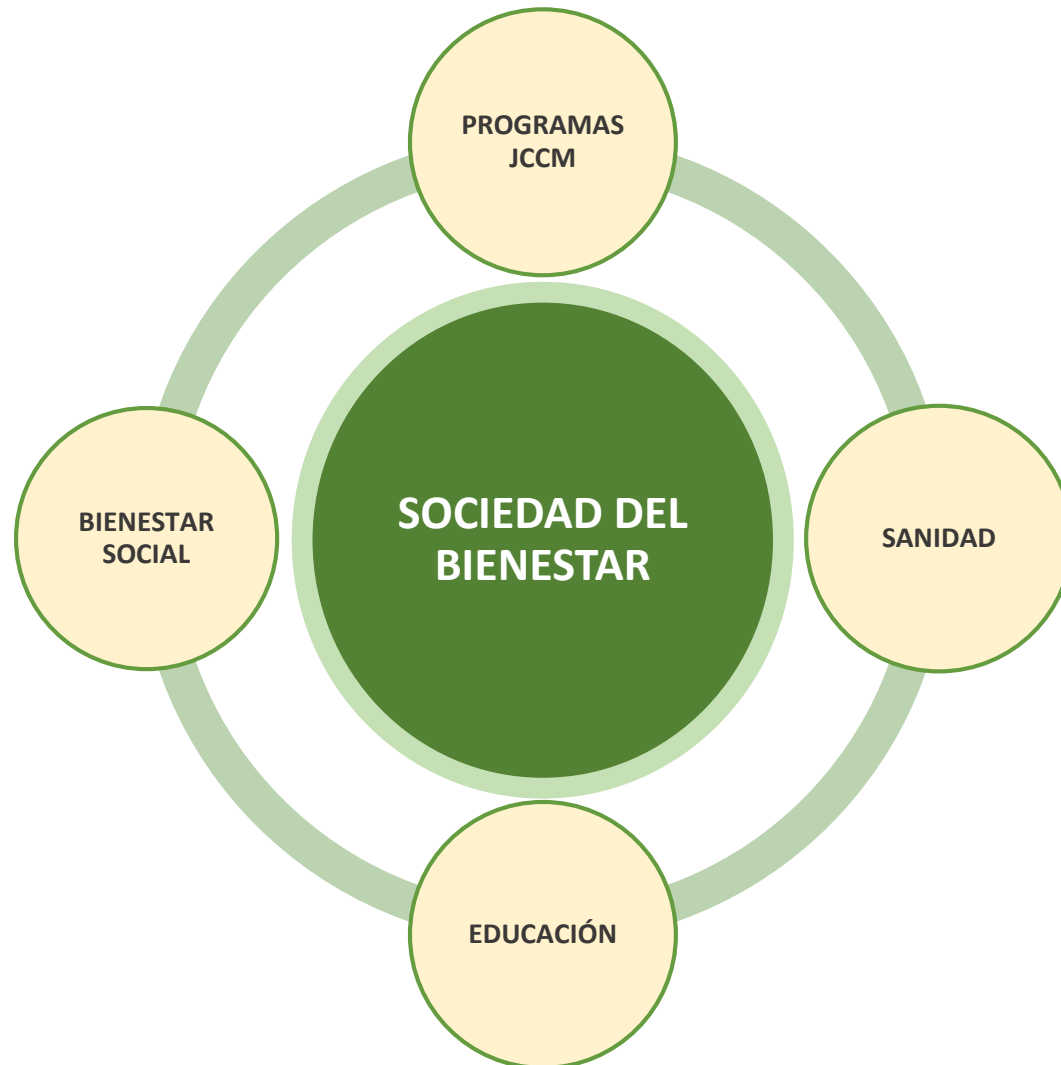 PROGRAMAS
JCCM
SOCIEDAD DEL
BIENESTAR
BIENESTAR
SOCIAL
SANIDAD
EDUCACIÓN